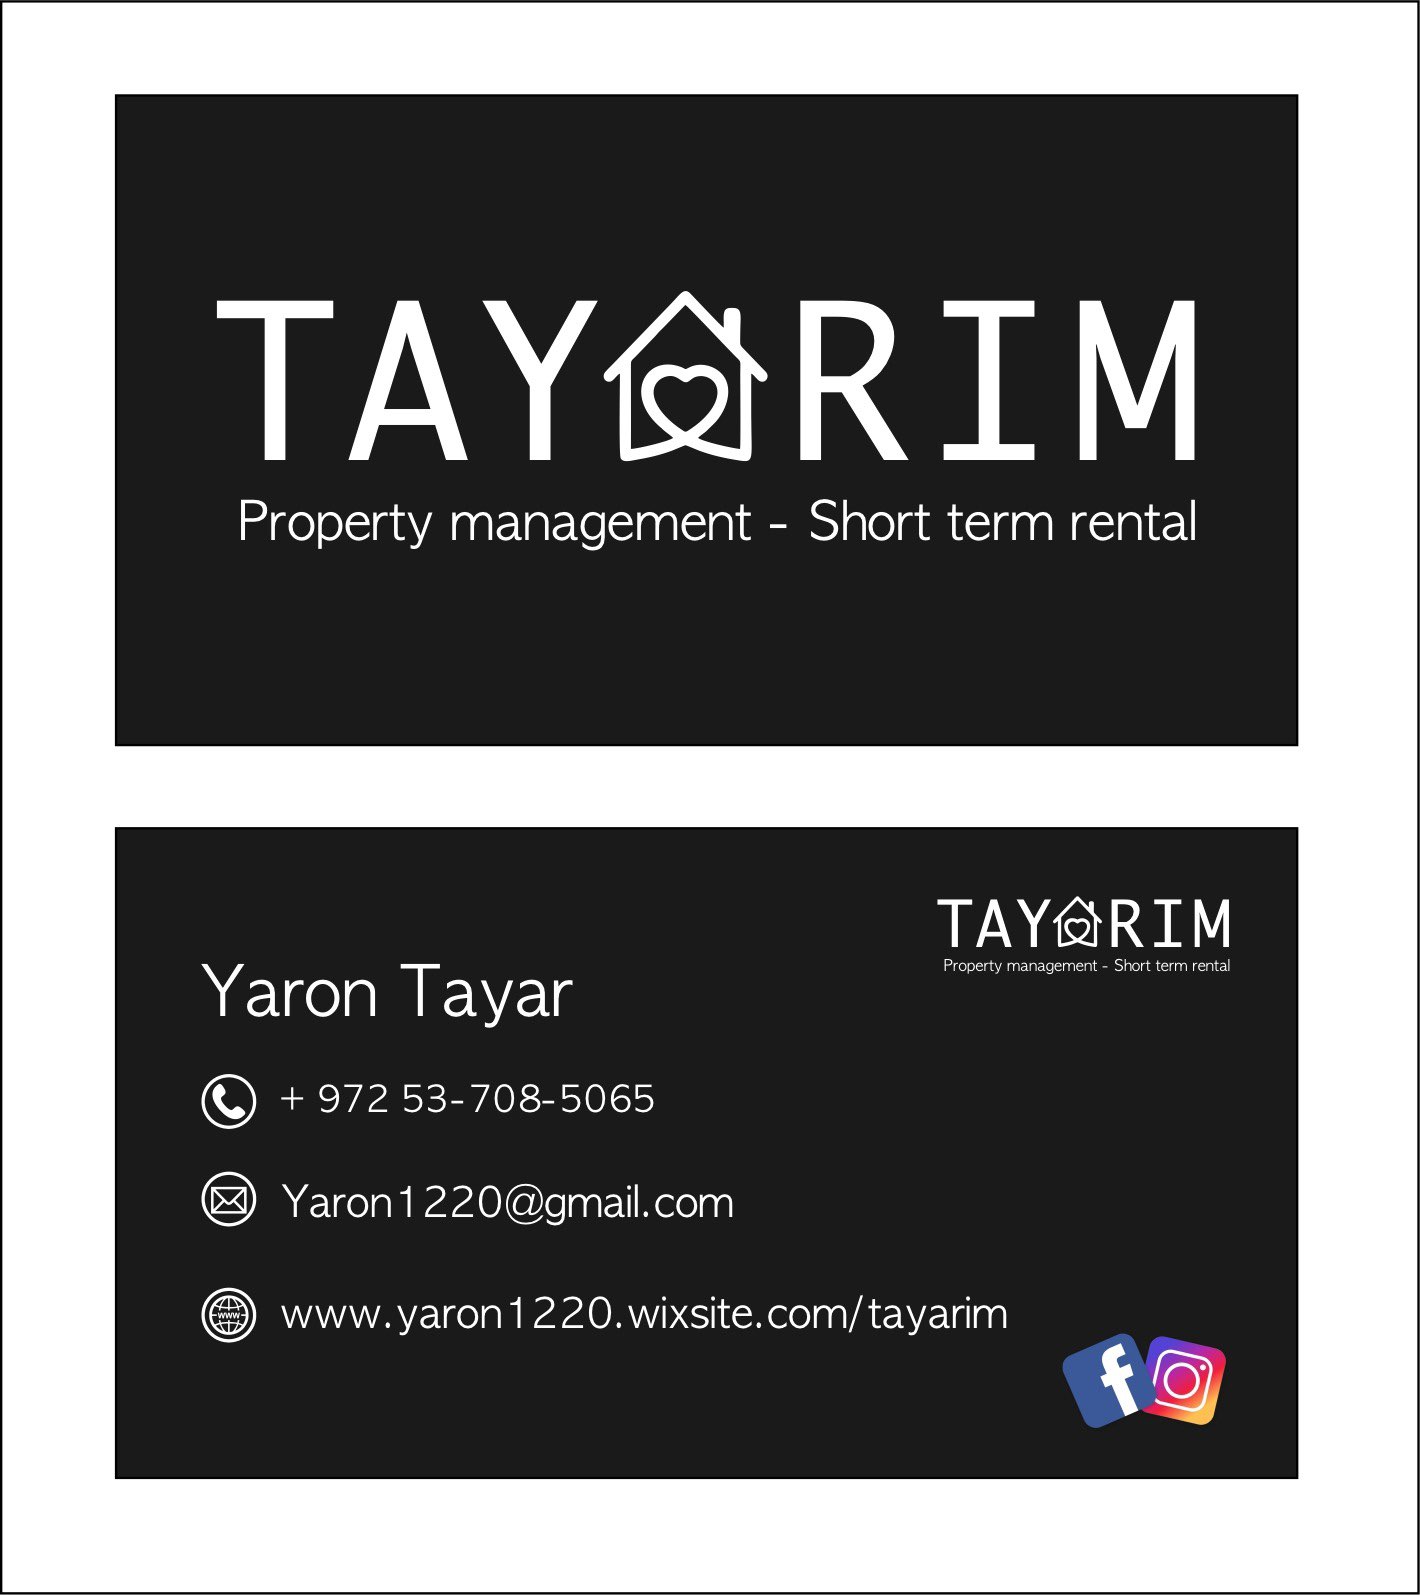 TAYARIM
Property management - Short term rental
TAYARIM
Property management - Short term rental
Yaron Tayar
+ 972 53-708-5065
Yaron1220@gmail.com
www
www.yaron1220.wixsite.com/tayarim
f